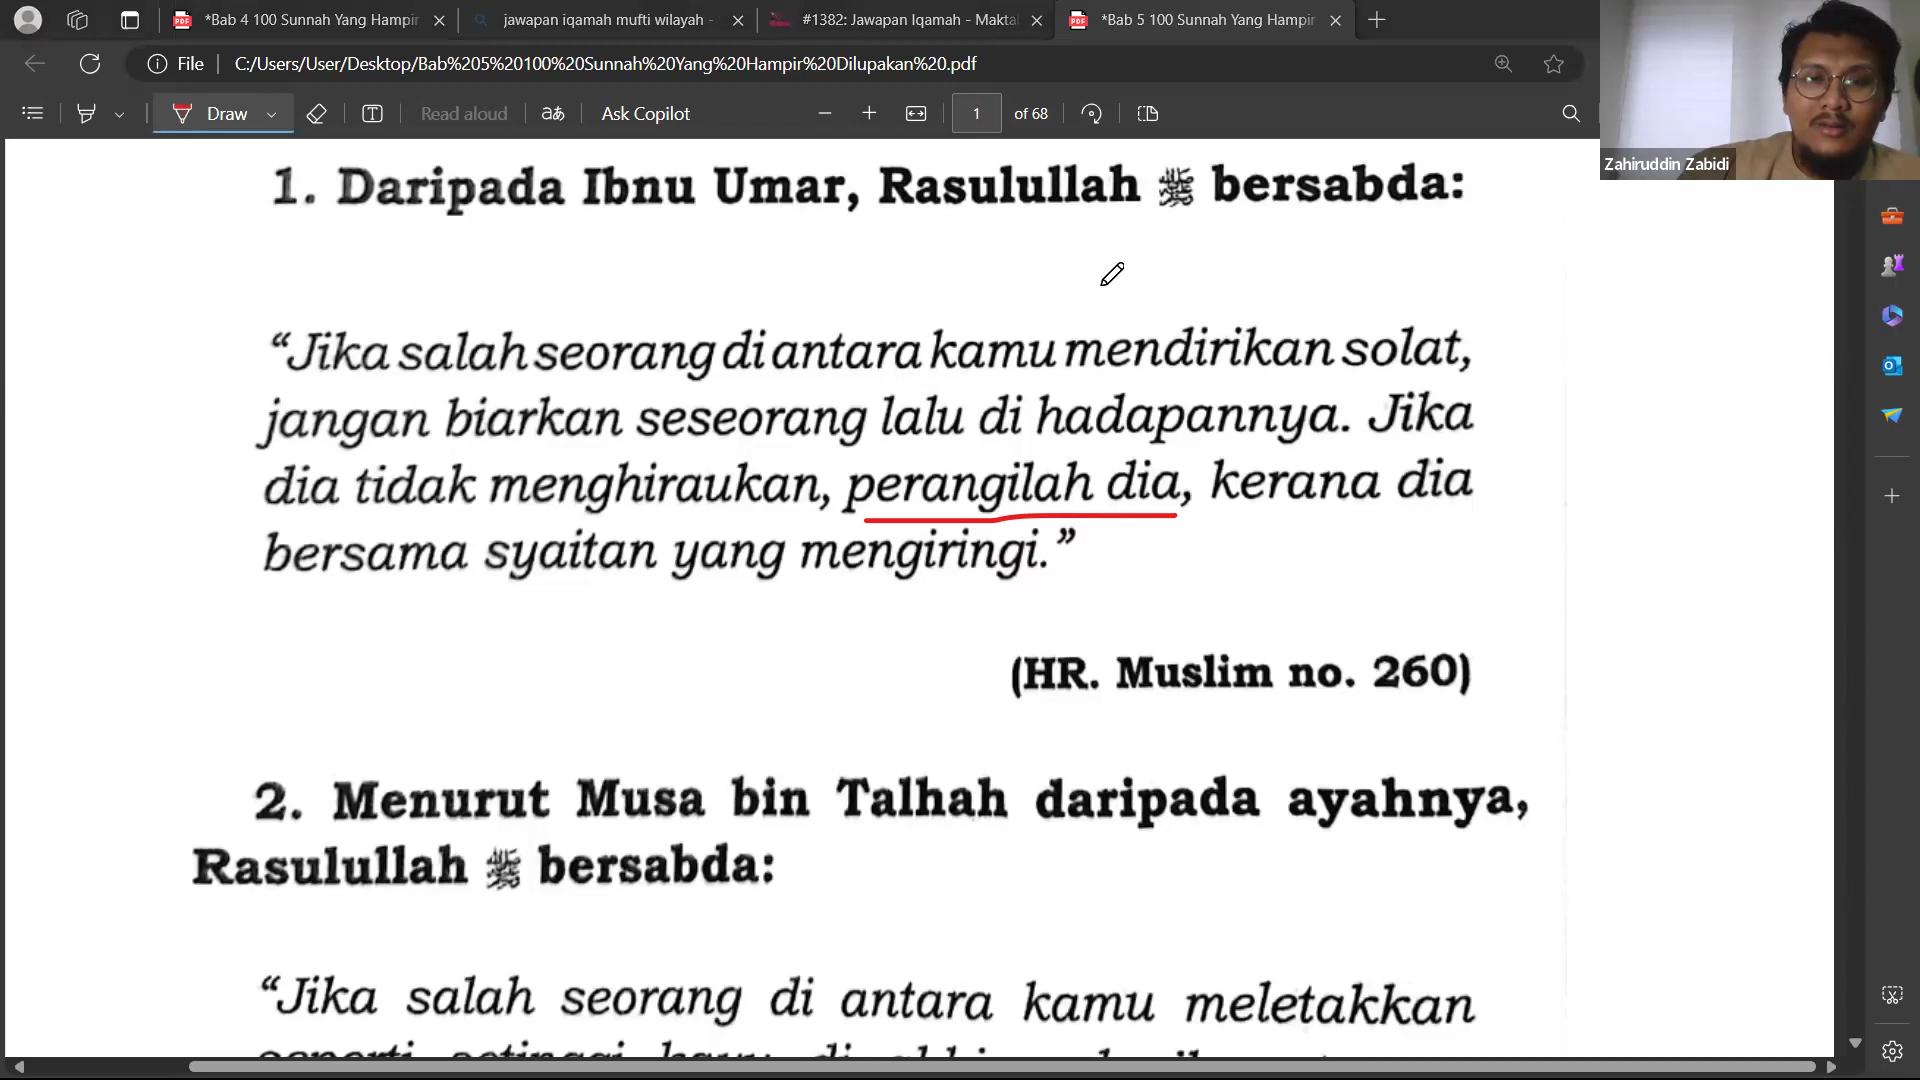 *Bab 4 100 Sunnah Yang Hampir
jawapan iqamah mufti wilayah -
#1382: Jawapan Iqamah - Makta
*Bab 5 100 Sunnah Yang Hampir
File
C:/Users/User/Desktop/Bab%205%20100%20Sunnah%20Yang%20Hampir%20Dilupakan%20.pdf
Draw
Read aloud
Ask Copilot
1 of 68
Zahiruddin Zabidi
1. Daripada Ibnu Umar, Rasulullah ﷺ bersabda:
“Jika salah seorang di antara kamu mendirikan solat,
jangan biarkan seseorang lalu di hadapannya. Jika
dia tidak menghiraukan, perangilah dia, kerana dia
bersama syaitan yang mengiringi.”
(HR. Muslim no. 260)
2. Menurut Musa bin Talhah daripada ayahnya,
Rasulullah ﷺ bersabda:
“Jika salah seorang di antara kamu meletakkan